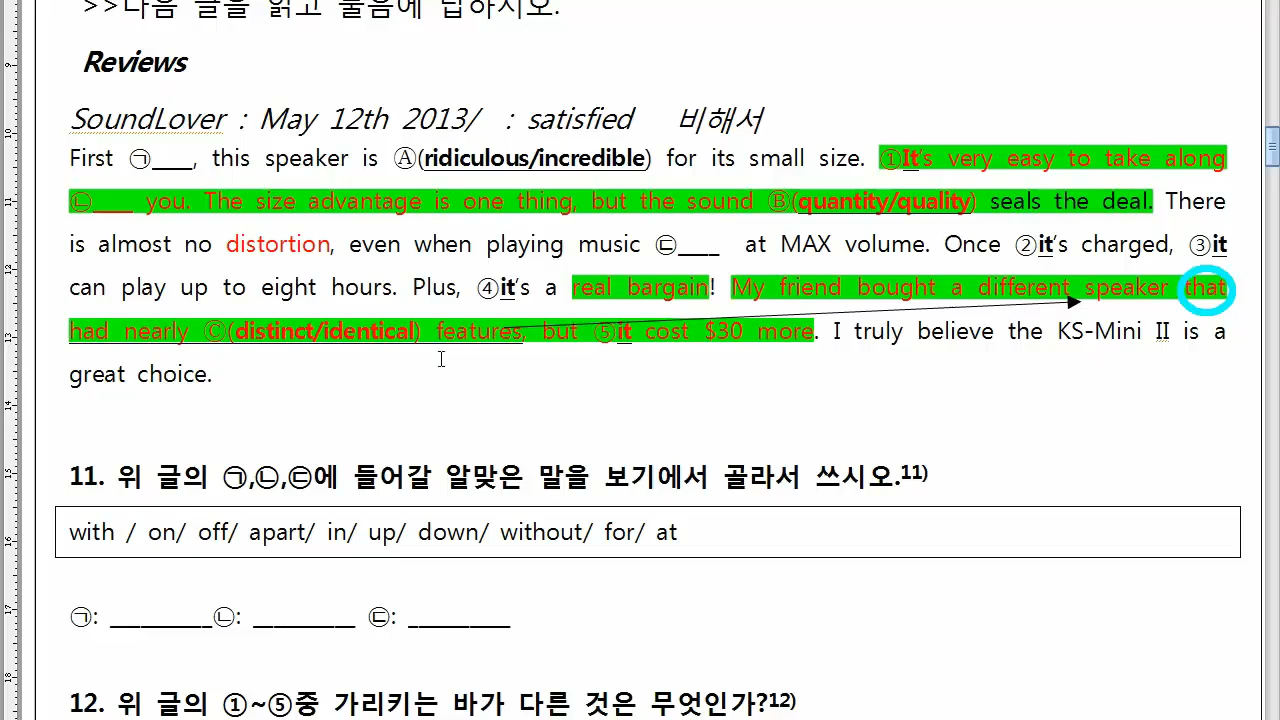 >>다음 글을 읽고 물음에 답하시오.
Reviews
SoundLover : May 12th 2013/ : satisfied 비해서
First ㉠____, this speaker is Ⓐ(ridiculous/incredible) for its small size. ①It's very easy to take along
㉡____ you. The size advantage is one thing, but the sound Ⓑ(quantity/quality) seals the deal. There
is almost no distortion, even when playing music ㉢____ at MAX volume. Once ②it's charged, ③it
can play up to eight hours. Plus, ④it's a real bargain! My friend bought a different speaker that
had nearly Ⓒ(distinct/identical) features, but ⑤it cost $30 more. I truly believe the KS-Mini II is a
great choice.
11. 위 글의 ㉠,㉡,㉢에 들어갈 알맞은 말을 보기에서 골라서 쓰시오.11)
with / on/ off/ apart/ in/ up/ down/ without/ for/ at
㉠: __________㉡: __________ ㉢: __________
12. 위 글의 ①~⑤중 가리키는 바가 다른 것은 무엇인가?12)